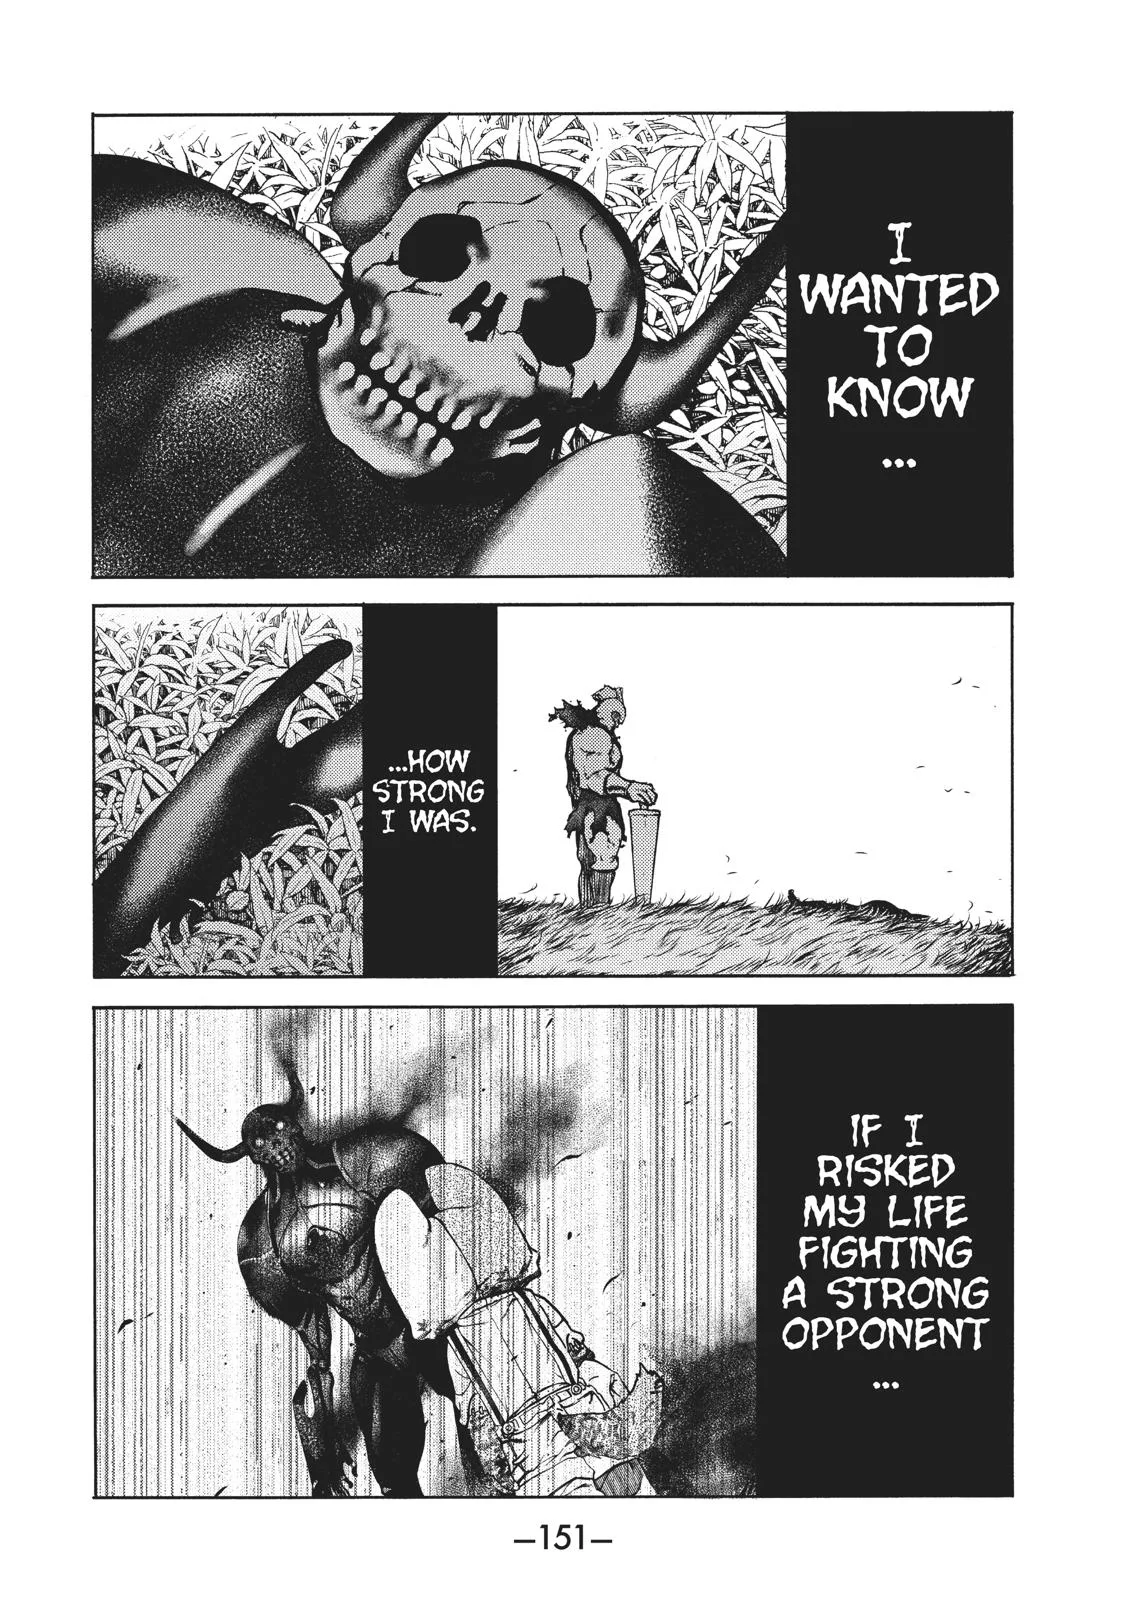 I
WANTED
TO
KNOW
...
...HOW
STRONG
I WAS.
IF I
RISKED
MY LIFE
FIGHTING
A STRONG
OPPONENT
...
—151—